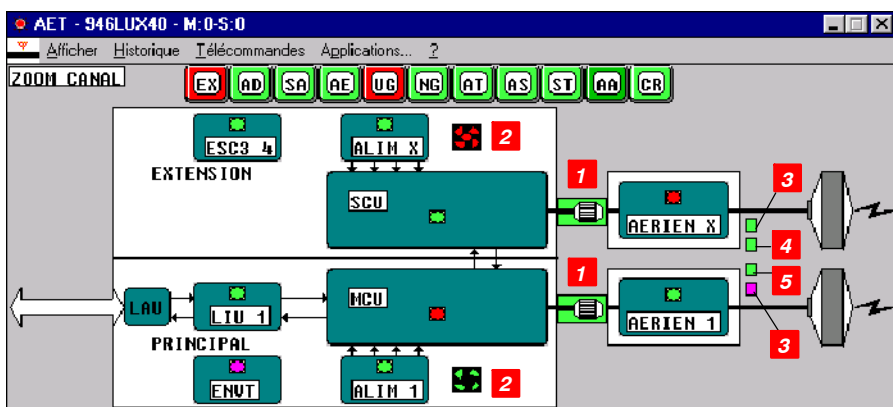 AET - 946LUX40 - M:0-S:0
Afficher Historique Télécommandes Applications... ?
ZOOM CANAL
EX AD SA AE UG NG AT AS ST AA CR
ESC3 4
ALIM X
2
EXTENSION
1
3
SCU
AERIEN X
4
1
5
LAU
LIU 1
MCU
AERIEN 1
PRINCIPAL
3
ENVT
ALIM 1
2